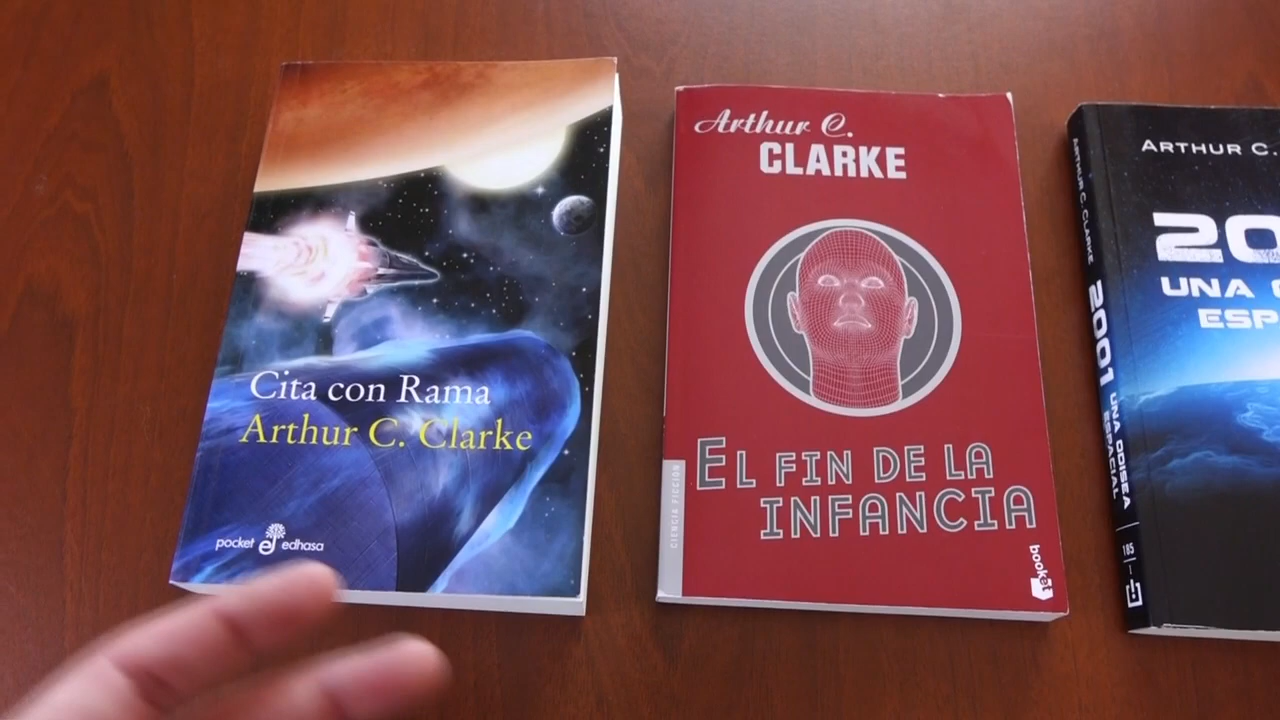 Cita con Rama
Arthur C. Clarke
pocket edhasa
Arthur C.
CLARKE
EL FIN DE LA
INFANCIA
CIENCIA FICCIÓN
booket
ARTHUR C. CLARKE
2001
UNA ODISEA
ESPACIAL
185
ARTHUR C.
20
UNA
ESP